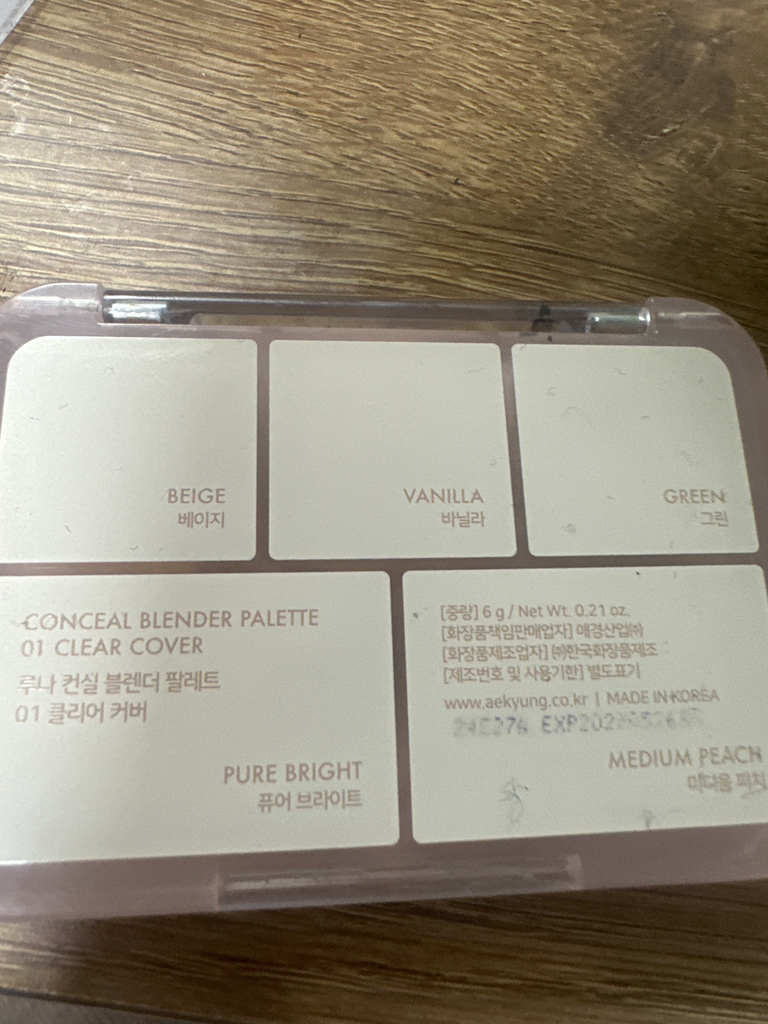 BEIGE
베이지
VANILLA
바닐라
GREEN
그린
CONCEAL BLENDER PALETTE
01 CLEAR COVER
루나 컨실 블렌더 팔레트
01 클리어 커버
PURE BRIGHT
퓨어 브라이트
[중량] 6 g / Net Wt. 0.21 oz.
[화장품책임판매업자] 애경산업㈜
[화장품제조업자] ㈜한국화장품제조
[제조번호 및 사용기한] 별도표기
www.aekyung.co.kr | MADE IN KOREA
24E27A
MEDIUM PEACH
미디움 피치